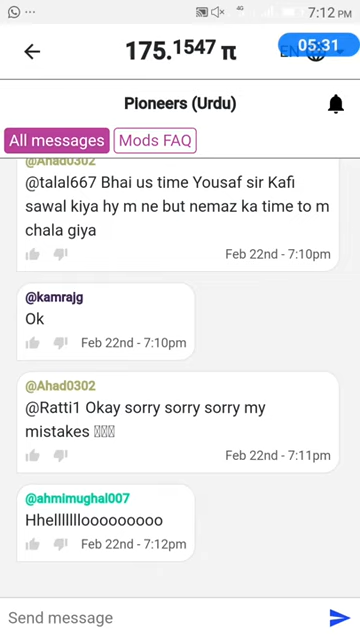 4G
7:12 PM
175.1547 π
EN
05:31
Pioneers (Urdu)
All messages
Mods FAQ
@Ahad0302
@talal667 Bhai us time Yousaf sir Kafi
sawal kiya hy m ne but nemaz ka time to m
chala giya
Feb 22nd - 7:10pm
@kamrajg
Ok
Feb 22nd - 7:10pm
@Ahad0302
@Ratti1 Okay sorry sorry sorry my
mistakes
Feb 22nd - 7:11pm
@ahmimughal007
Hhelllllllooooooooo
Feb 22nd - 7:12pm
Send message